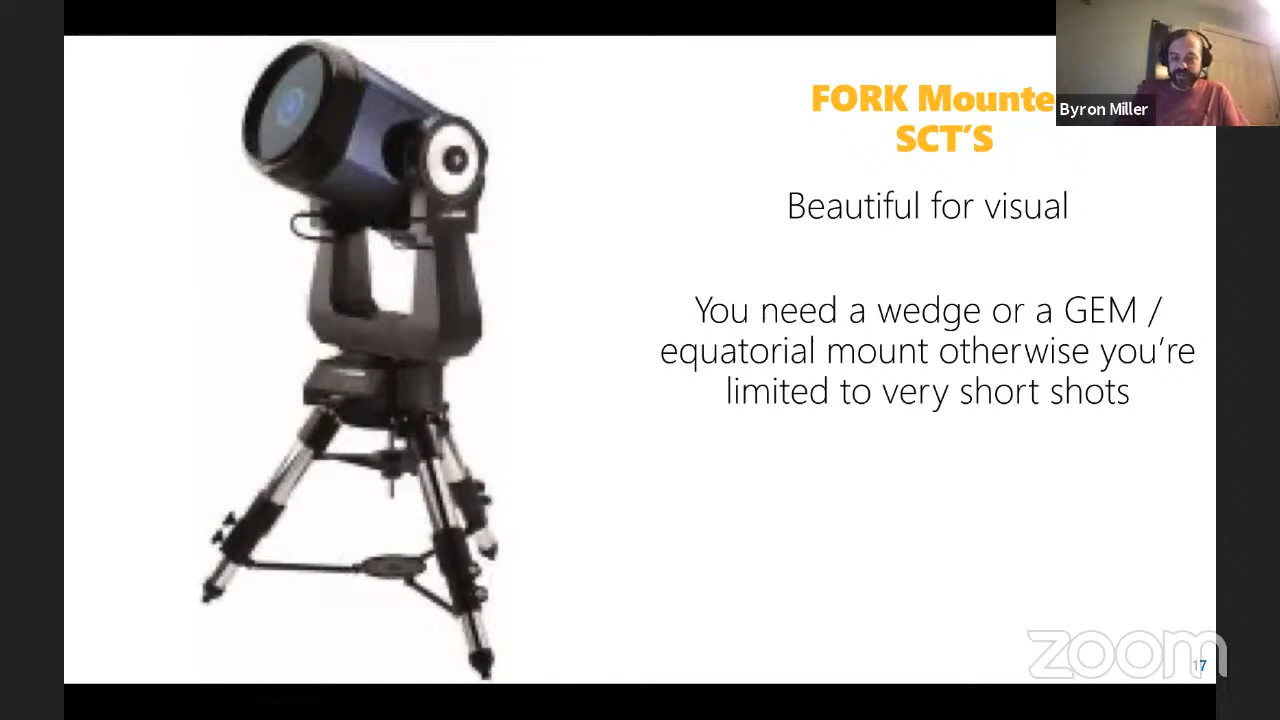 FORK Mounte
SCT'S
Byron Miller
Beautiful for visual
You need a wedge or a GEM /
equatorial mount otherwise you're
limited to very short shots
zoom
17